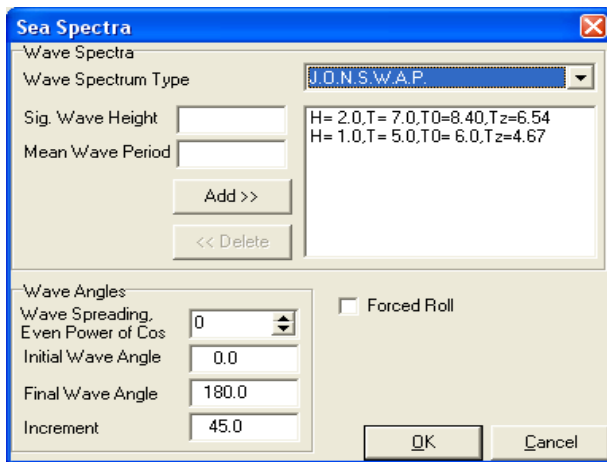 Sea Spectra
Wave Spectra
Wave Spectrum Type
J.O.N.S.W.A.P.
Sig. Wave Height
Mean Wave Period
H= 2.0,T= 7.0,T0=8.40,Tz=6.54
H= 1.0,T= 5.0,T0= 6.0,Tz=4.67
Add >>
<< Delete
Wave Angles
Wave Spreading,
Even Power of Cos
0
Initial Wave Angle 0.0
Final Wave Angle 180.0
Increment 45.0
Forced Roll
OK Cancel